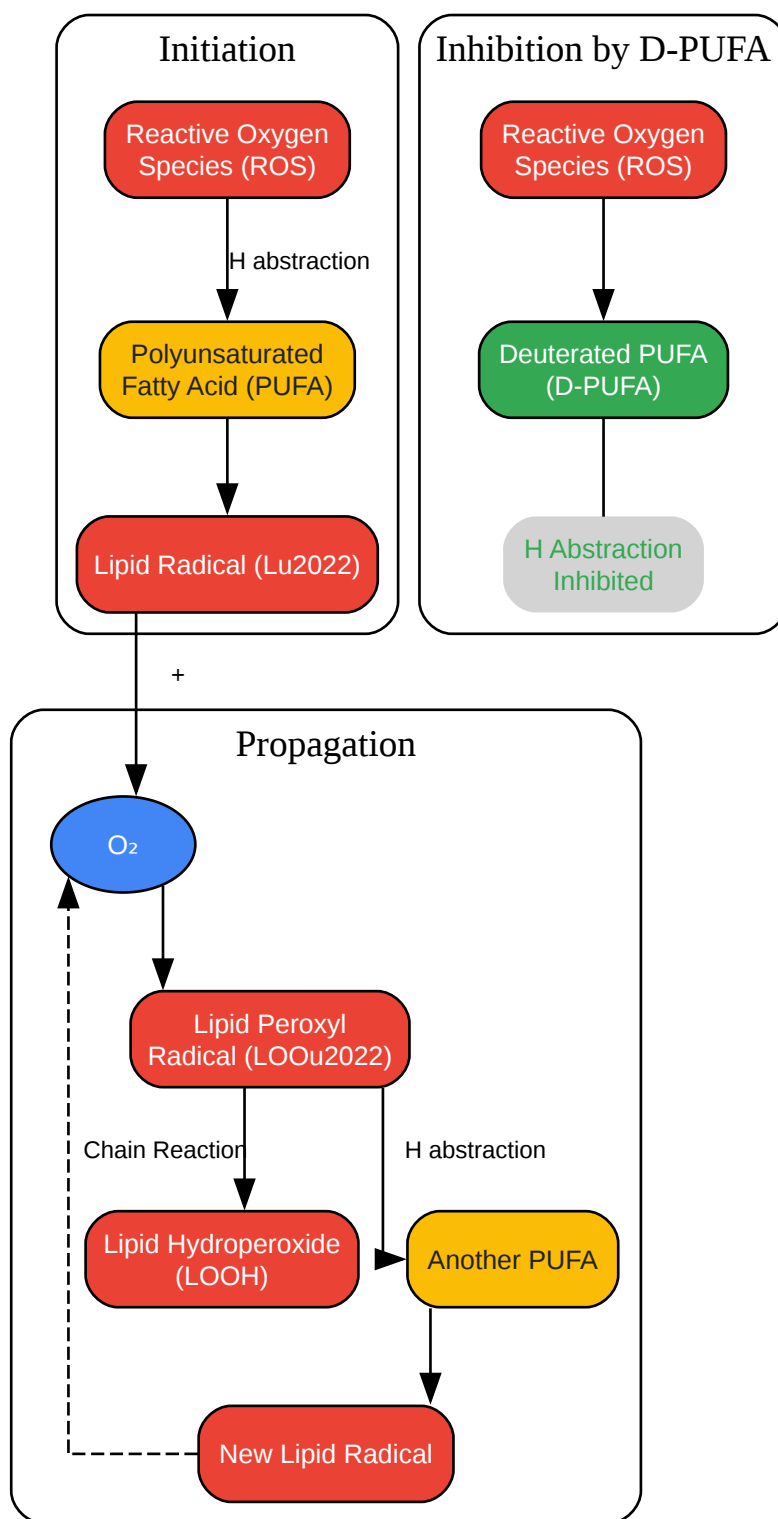 Initiation
Reactive Oxygen
Species (ROS)
H abstraction
Polyunsaturated
Fatty Acid (PUFA)
Lipid Radical (Lu2022)
Inhibition by D-PUFA
Reactive Oxygen
Species (ROS)
Deuterated PUFA
(D-PUFA)
H Abstraction
Inhibited
+
Propagation
O₂
Lipid Peroxyl
Radical (LOOu2022)
Chain Reaction
H abstraction
Lipid Hydroperoxide
(LOOH)
Another PUFA
New Lipid Radical